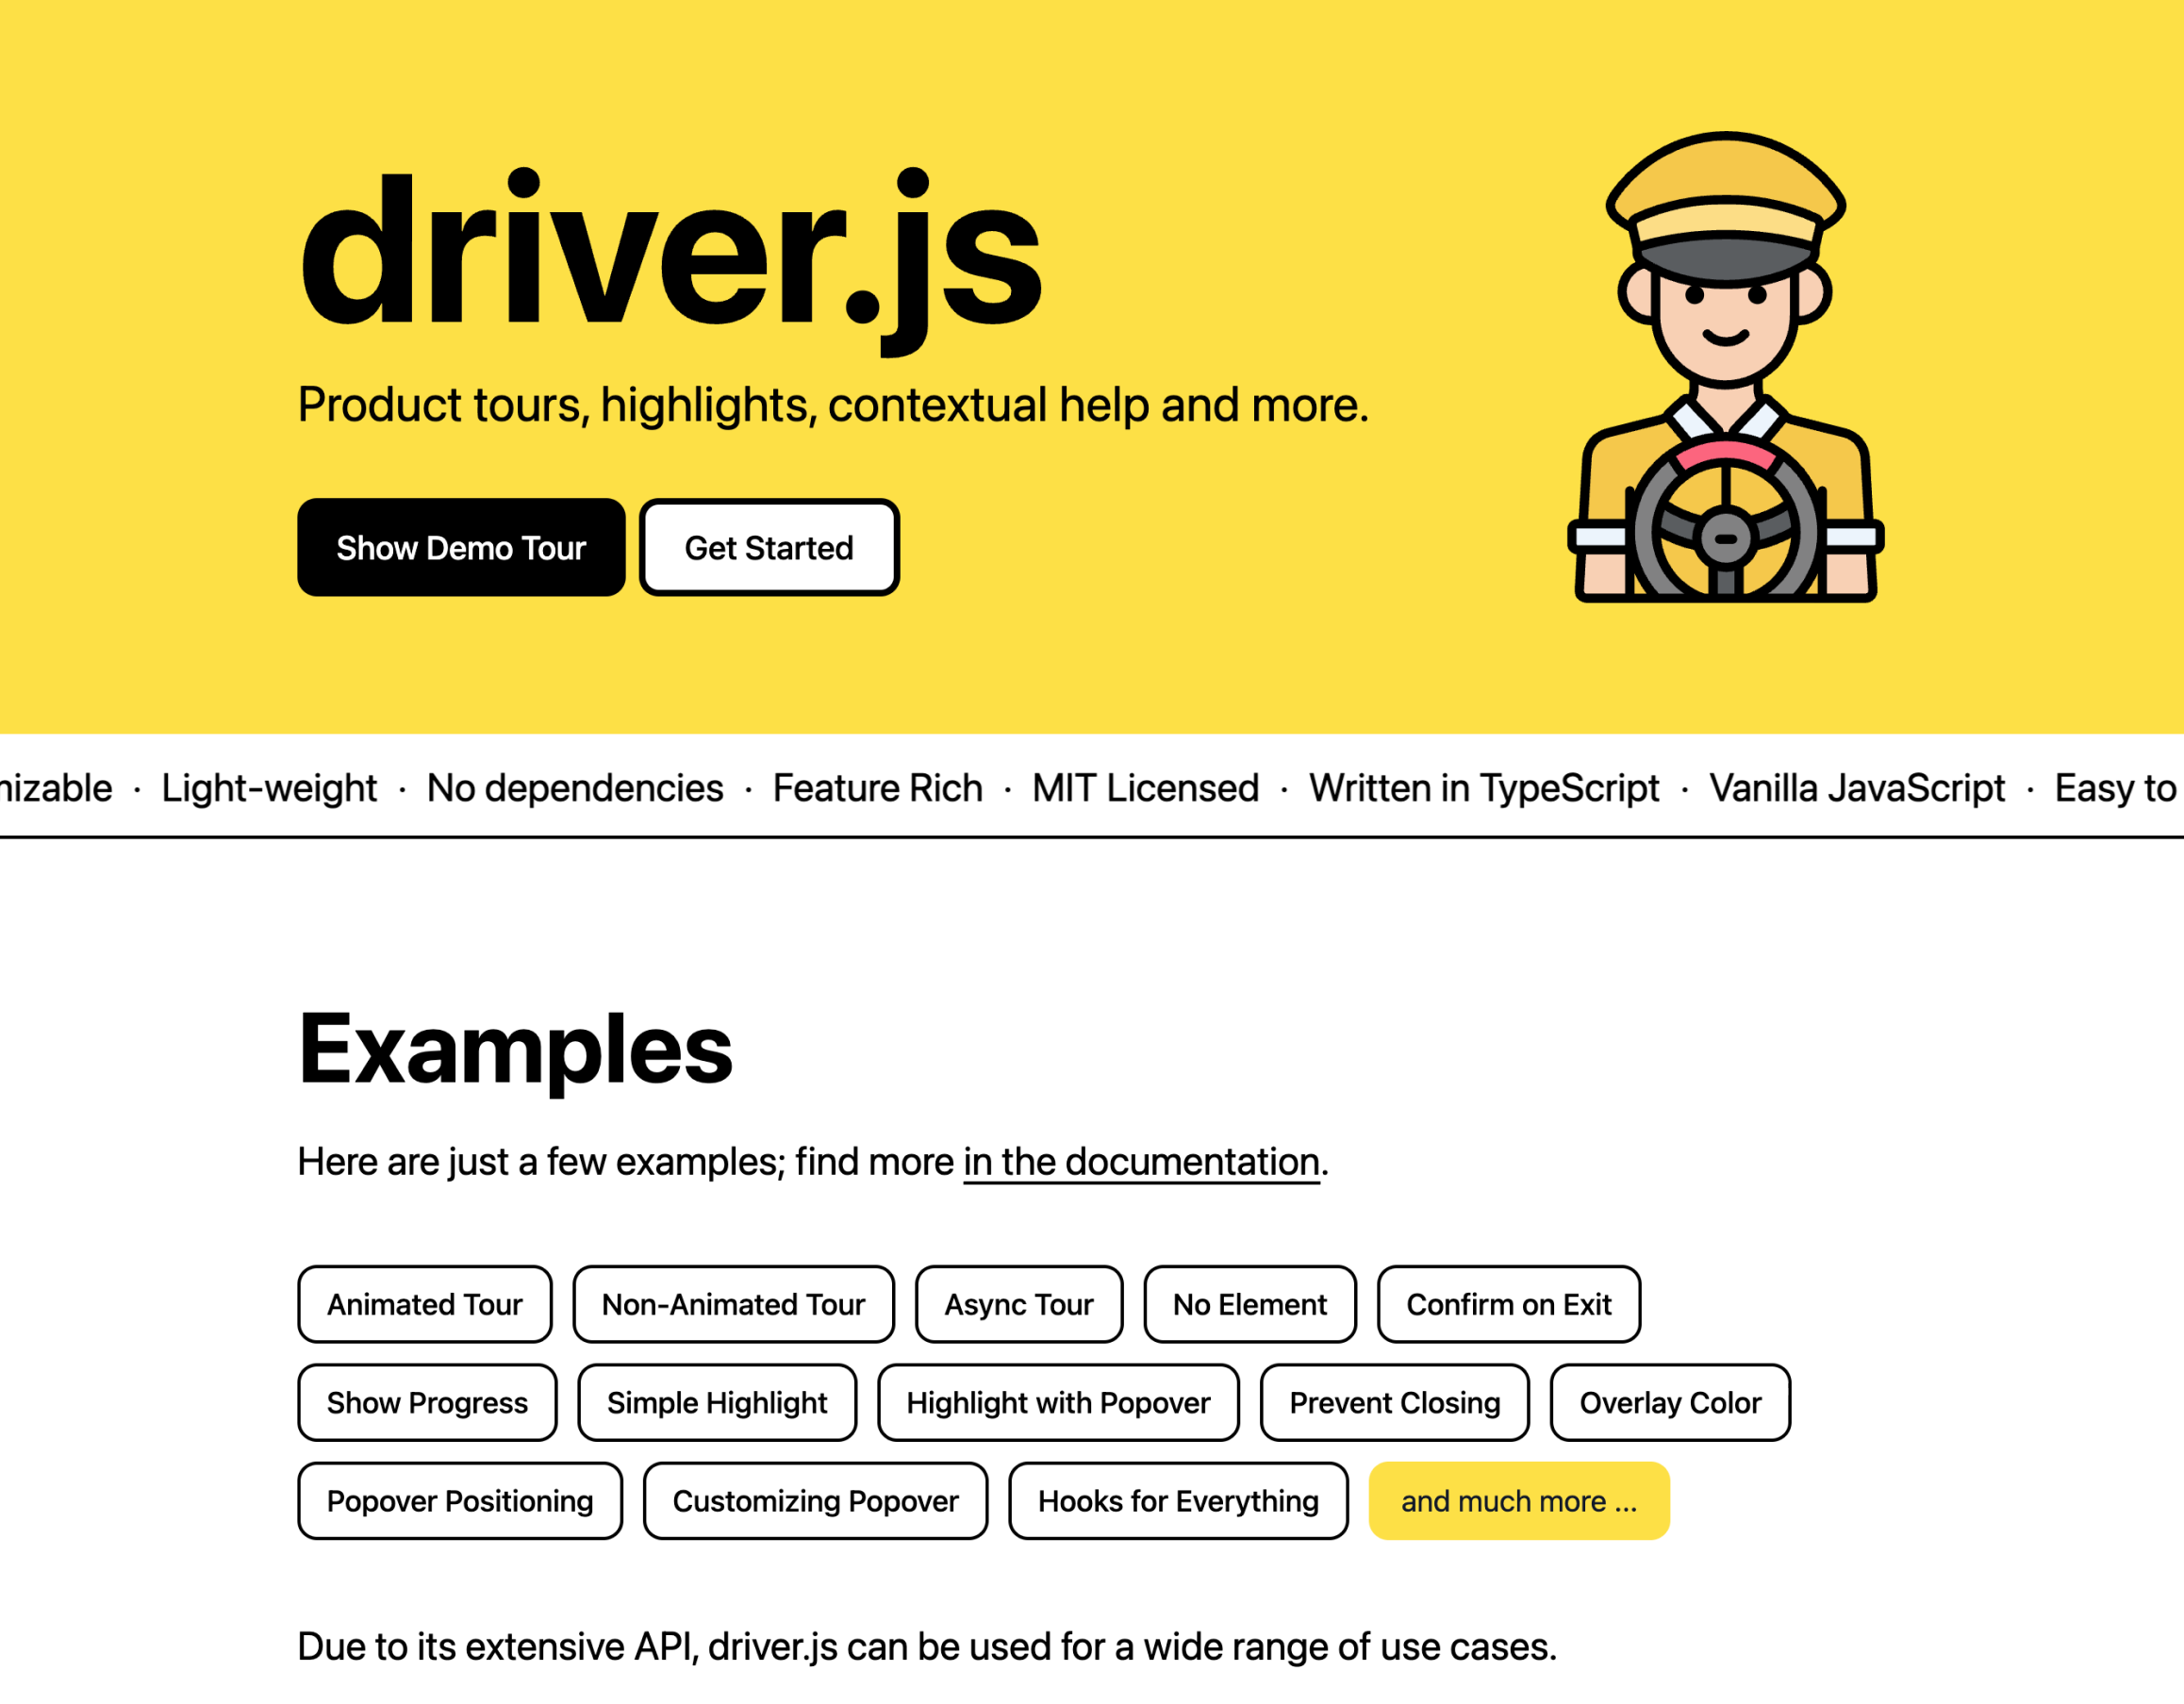 driver.js
Product tours, highlights, contextual help and more.
Show Demo Tour
Get Started
nizable · Light-weight · No dependencies · Feature Rich · MIT Licensed · Written in TypeScript · Vanilla JavaScript · Easy to
Examples
Here are just a few examples; find more in the documentation.
Animated Tour
Non-Animated Tour
Async Tour
No Element
Confirm on Exit
Show Progress
Simple Highlight
Highlight with Popover
Prevent Closing
Overlay Color
Popover Positioning
Customizing Popover
Hooks for Everything
and much more ...
Due to its extensive API, driver.js can be used for a wide range of use cases.